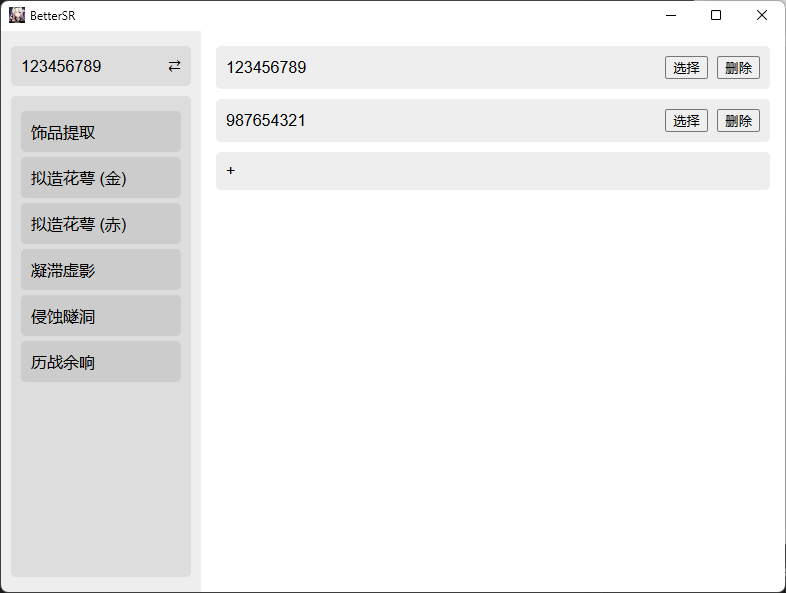 BetterSR
123456789 ⇄
饰品提取
拟造花萼 (金)
拟造花萼 (赤)
凝滞虚影
侵蚀隧洞
历战余响
123456789 选择 删除
987654321 选择 删除
+